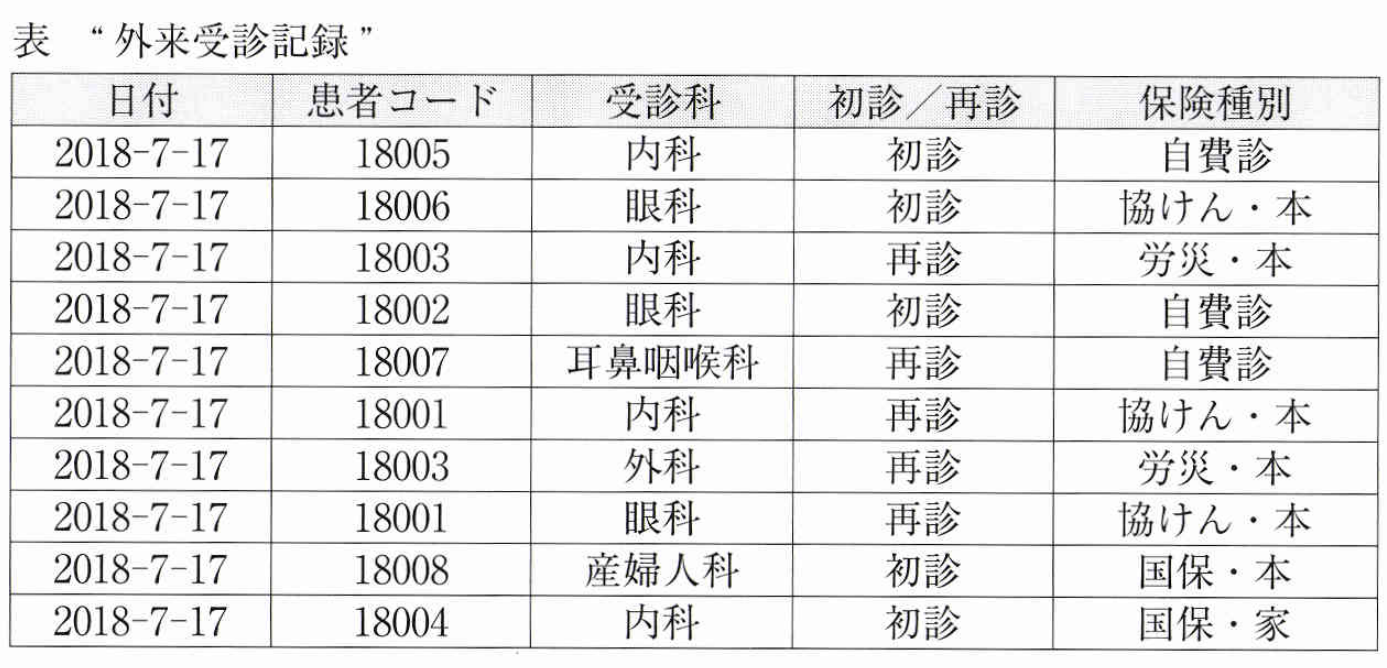 表 “外来受診記録”
日付 患者コード 受診科 初診／再診 保険種別
2018-7-17 18005 内科 初診 自費診
2018-7-17 18006 眼科 初診 協けん・本
2018-7-17 18003 内科 再診 労災・本
2018-7-17 18002 眼科 初診 自費診
2018-7-17 18007 耳鼻咽喉科 再診 自費診
2018-7-17 18001 内科 再診 協けん・本
2018-7-17 18003 外科 再診 労災・本
2018-7-17 18001 眼科 再診 協けん・本
2018-7-17 18008 産婦人科 初診 国保・本
2018-7-17 18004 内科 初診 国保・家